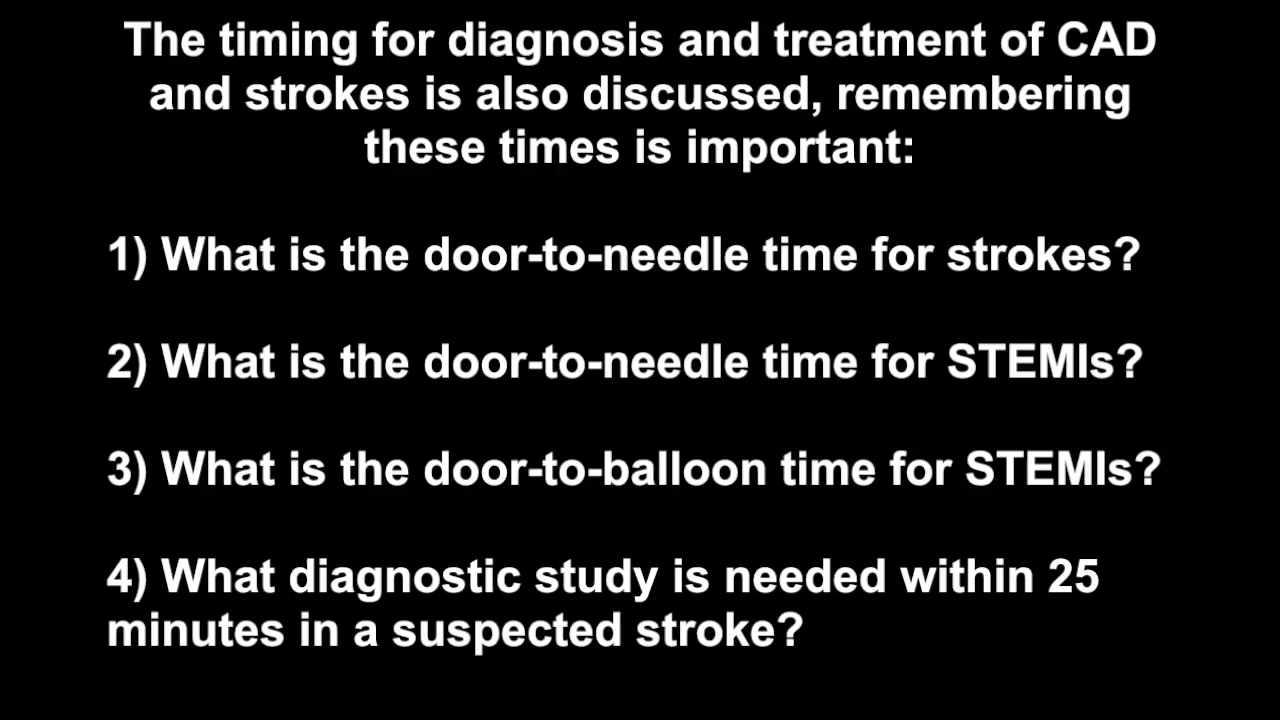 The timing for diagnosis and treatment of CAD
and strokes is also discussed, remembering
these times is important:
1) What is the door-to-needle time for strokes?
2) What is the door-to-needle time for STEMIs?
3) What is the door-to-balloon time for STEMIs?
4) What diagnostic study is needed within 25
minutes in a suspected stroke?